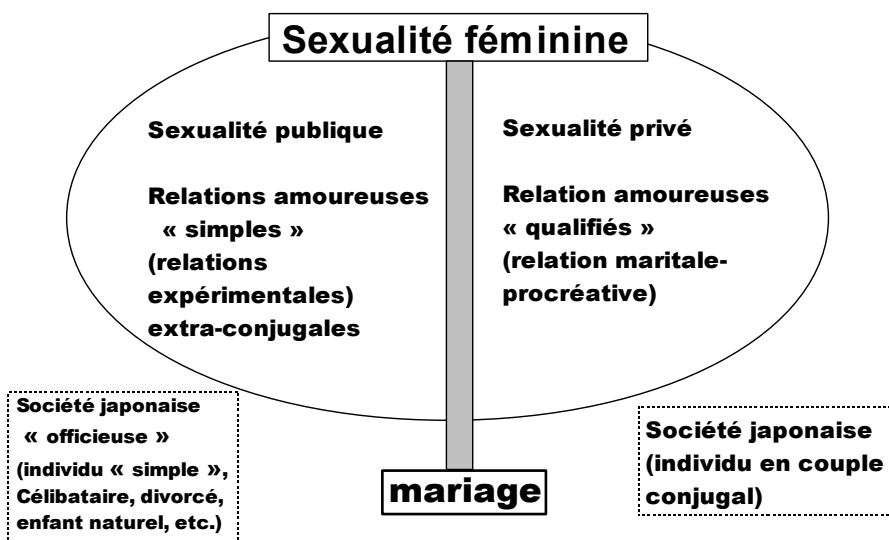 Sexualité féminine
Sexualité publique
Relations amoureuses
« simples »
(relations
expérimentales)
extra-conjugales
Sexualité privé
Relation amoureuses
« qualifiés »
(relation maritale-
procréative)
Société japonaise
« officieuse »
(individu « simple »,
Célibataire, divorcé,
enfant naturel, etc.)
mariage
Société japonaise
(individu en couple
conjugal)